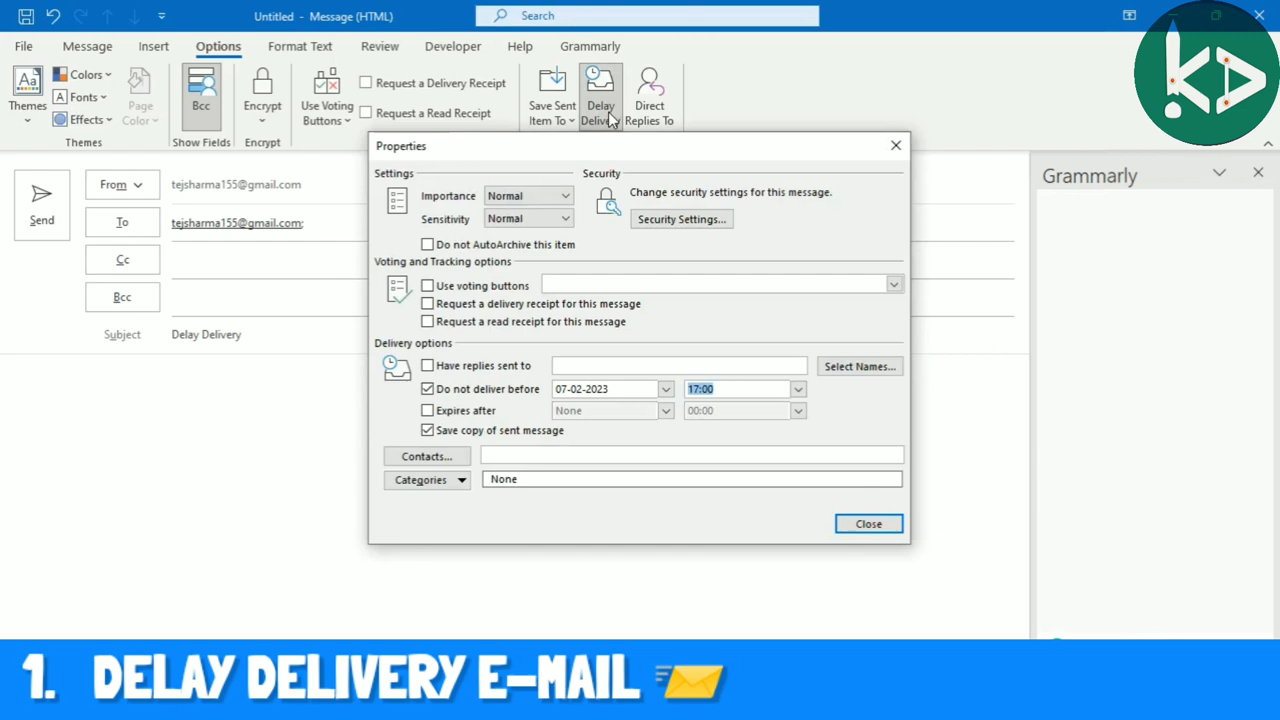 Untitled - Message (HTML)
Search
File Message Insert Options Format Text Review Developer Help Grammarly
Themes
Colors
Fonts
Effects
Page Color
Themes
Bcc
Show Fields
Encrypt
Encrypt
Use Voting Buttons
Request a Delivery Receipt
Request a Read Receipt
Save Sent Item To
Delay Delivery
Direct Replies To
KD
Send
From
tejsharma155@gmail.com
To
tejsharma155@gmail.com;
Cc
Bcc
Subject
Delay Delivery
Properties
Settings
Importance Normal
Sensitivity Normal
Do not AutoArchive this item
Security
Change security settings for this message.
Security Settings...
Voting and Tracking options
Use voting buttons
Request a delivery receipt for this message
Request a read receipt for this message
Delivery options
Have replies sent to
Select Names...
Do not deliver before 07-02-2023 17:00
Expires after None 00:00
Save copy of sent message
Contacts...
Categories None
Close
Grammarly
1. DELAY DELIVERY E-MAIL